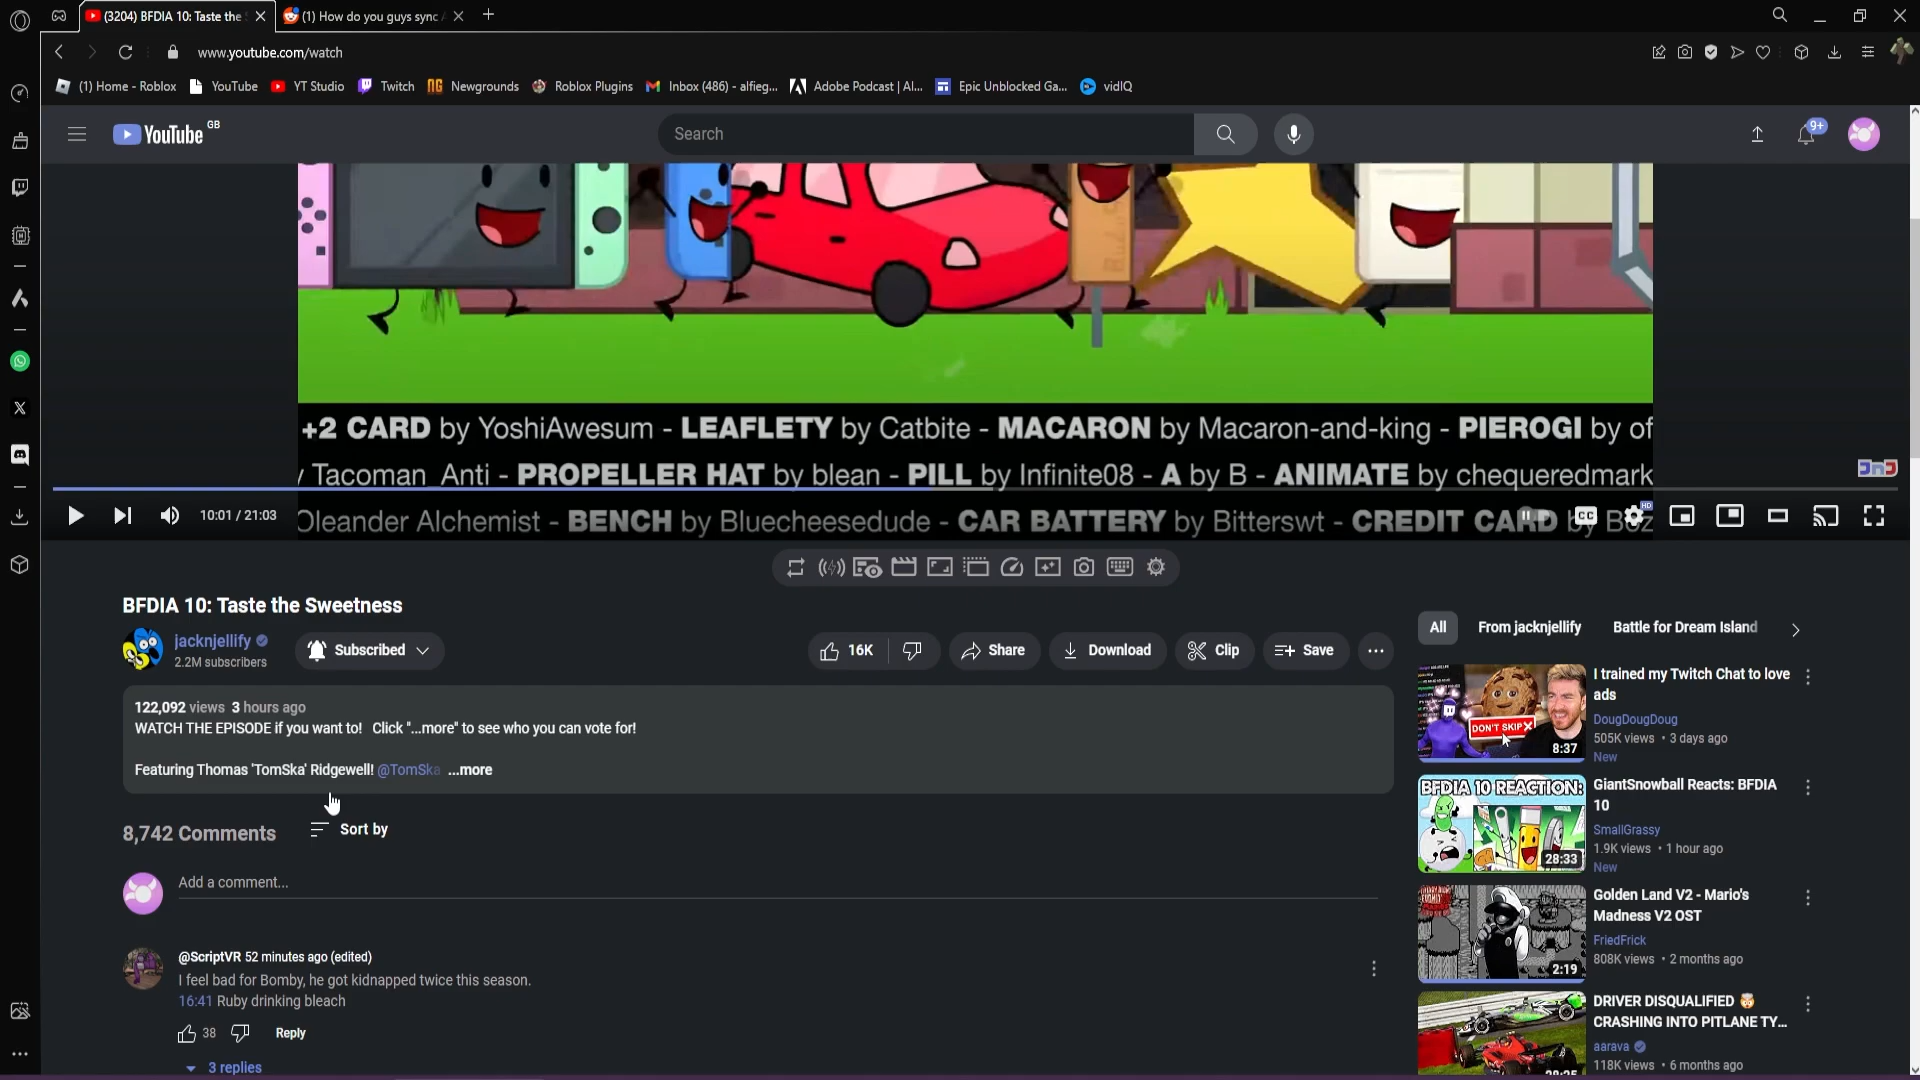 (3204) BFDIA 10: Taste the
(1) How do you guys sync
www.youtube.com/watch
(1) Home - Roblox
YouTube
YT Studio
Twitch
NG Newgrounds
Roblox Plugins
Inbox (486) - alfieg...
Adobe Podcast | AI...
Epic Unblocked Ga...
vidIQ
YouTube GB
Search
9+
+2 CARD by YoshiAwesum - LEAFLETY by Catbite - MACARON by Macaron-and-king - PIEROGI by of
Tacoman_Anti - PROPELLER HAT by blean - PILL by Infinite08 - A by B - ANIMATE by chequeredmark
Oleander Alchemist - BENCH by Bluecheesedude - CAR BATTERY by Bitterswt - CREDIT CARD by Boz
10:01 / 21:03
CC
HD
BFDIA 10: Taste the Sweetness
jacknjellify
2.2M subscribers
Subscribed
16K
Share
Download
Clip
Save
122,092 views 3 hours ago
WATCH THE EPISODE if you want to! Click "...more" to see who you can vote for!
Featuring Thomas 'TomSka' Ridgewell! @TomSka ...more
8,742 Comments
Sort by
Add a comment...
@ScriptVR 52 minutes ago (edited)
I feel bad for Bomby, he got kidnapped twice this season.
16:41 Ruby drinking bleach
38
Reply
3 replies
All
From jacknjellify
Battle for Dream Island
DON'T SKIP
8:37
I trained my Twitch Chat to love
ads
DougDougDoug
505K views • 3 days ago
New
BFDIA 10 REACTION:
28:33
GiantSnowball Reacts: BFDIA
10
SmallGrassy
1.9K views • 1 hour ago
New
2:19
Golden Land V2 - Mario's
Madness V2 OST
FriedFrick
808K views • 2 months ago
DRIVER DISQUALIFIED 🤯
CRASHING INTO PITLANE TY...
aarava
118K views • 6 months ago